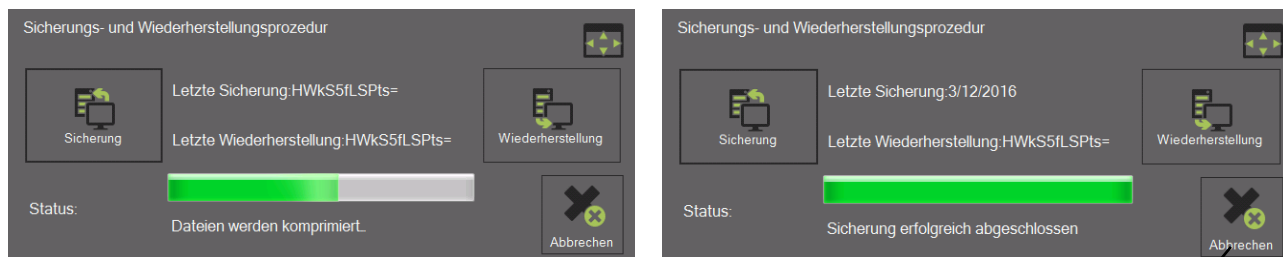 Sicherungs- und Wiederherstellungsprozedur
Letzte Sicherung:HWkS5fLSPts=
Sicherung
Letzte Wiederherstellung:HWkS5fLSPts=
Wiederherstellung
Status:
Dateien werden komprimiert...
Abbrechen
Sicherungs- und Wiederherstellungsprozedur
Letzte Sicherung:3/12/2016
Sicherung
Letzte Wiederherstellung:HWkS5fLSPts=
Wiederherstellung
Status:
Sicherung erfolgreich abgeschlossen
Abbrechen